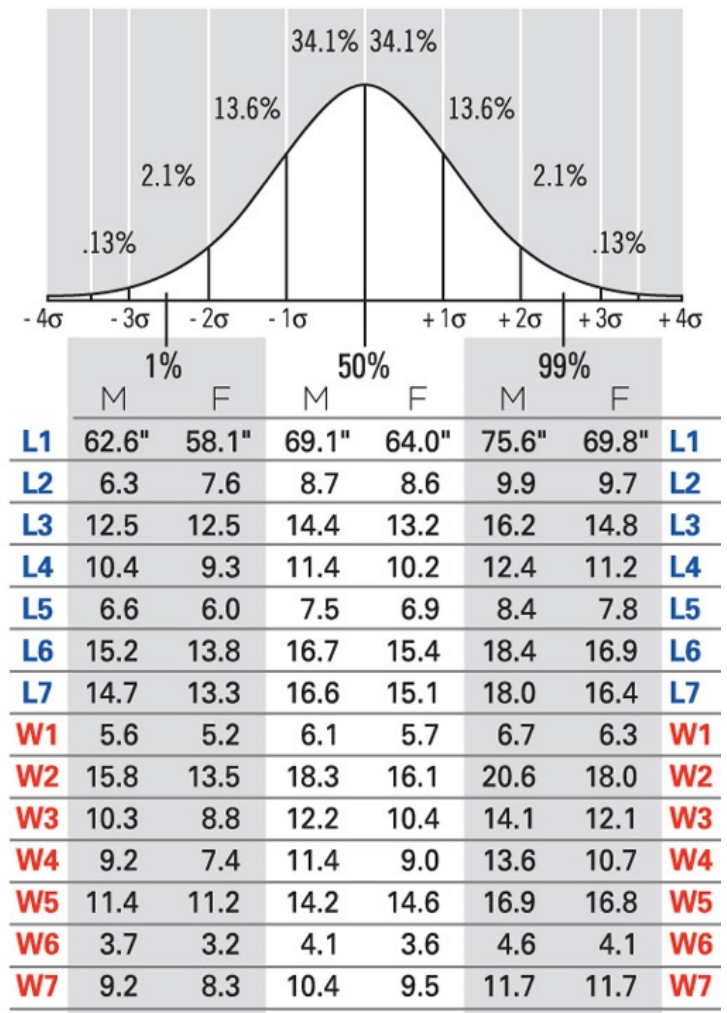 34.1% 34.1%
13.6% 13.6%
2.1% 2.1%
.13% .13%
- 4σ - 3σ - 2σ - 1σ + 1σ + 2σ + 3σ + 4σ
1% 50% 99%
M F M F M F
L1 62.6" 58.1" 69.1" 64.0" 75.6" 69.8" L1
L2 6.3 7.6 8.7 8.6 9.9 9.7 L2
L3 12.5 12.5 14.4 13.2 16.2 14.8 L3
L4 10.4 9.3 11.4 10.2 12.4 11.2 L4
L5 6.6 6.0 7.5 6.9 8.4 7.8 L5
L6 15.2 13.8 16.7 15.4 18.4 16.9 L6
L7 14.7 13.3 16.6 15.1 18.0 16.4 L7
W1 5.6 5.2 6.1 5.7 6.7 6.3 W1
W2 15.8 13.5 18.3 16.1 20.6 18.0 W2
W3 10.3 8.8 12.2 10.4 14.1 12.1 W3
W4 9.2 7.4 11.4 9.0 13.6 10.7 W4
W5 11.4 11.2 14.2 14.6 16.9 16.8 W5
W6 3.7 3.2 4.1 3.6 4.6 4.1 W6
W7 9.2 8.3 10.4 9.5 11.7 11.7 W7